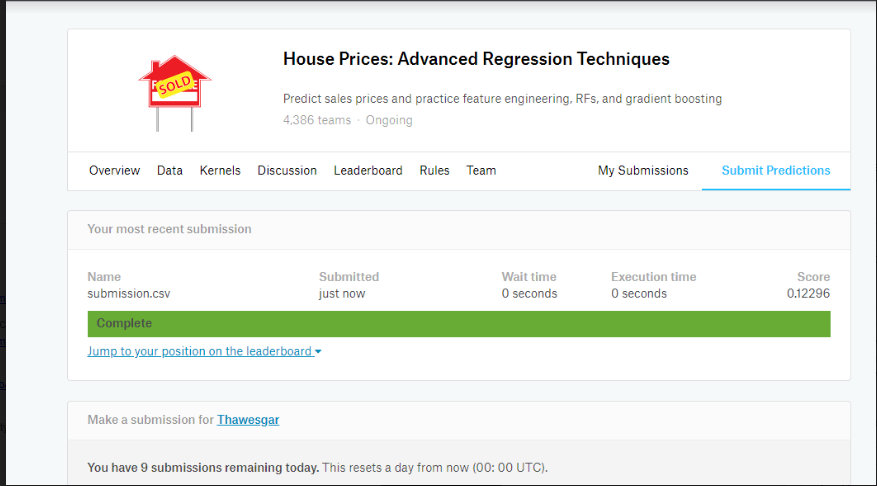 House Prices: Advanced Regression Techniques
SOLD
Predict sales prices and practice feature engineering, RFs, and gradient boosting
4,386 teams · Ongoing
Overview Data Kernels Discussion Leaderboard Rules Team My Submissions Submit Predictions
Your most recent submission
Name Submitted Wait time Execution time Score
submission.csv just now 0 seconds 0 seconds 0.12296
Complete
Jump to your position on the leaderboard
Make a submission for Thawesgar
You have 9 submissions remaining today. This resets a day from now (00: 00 UTC).